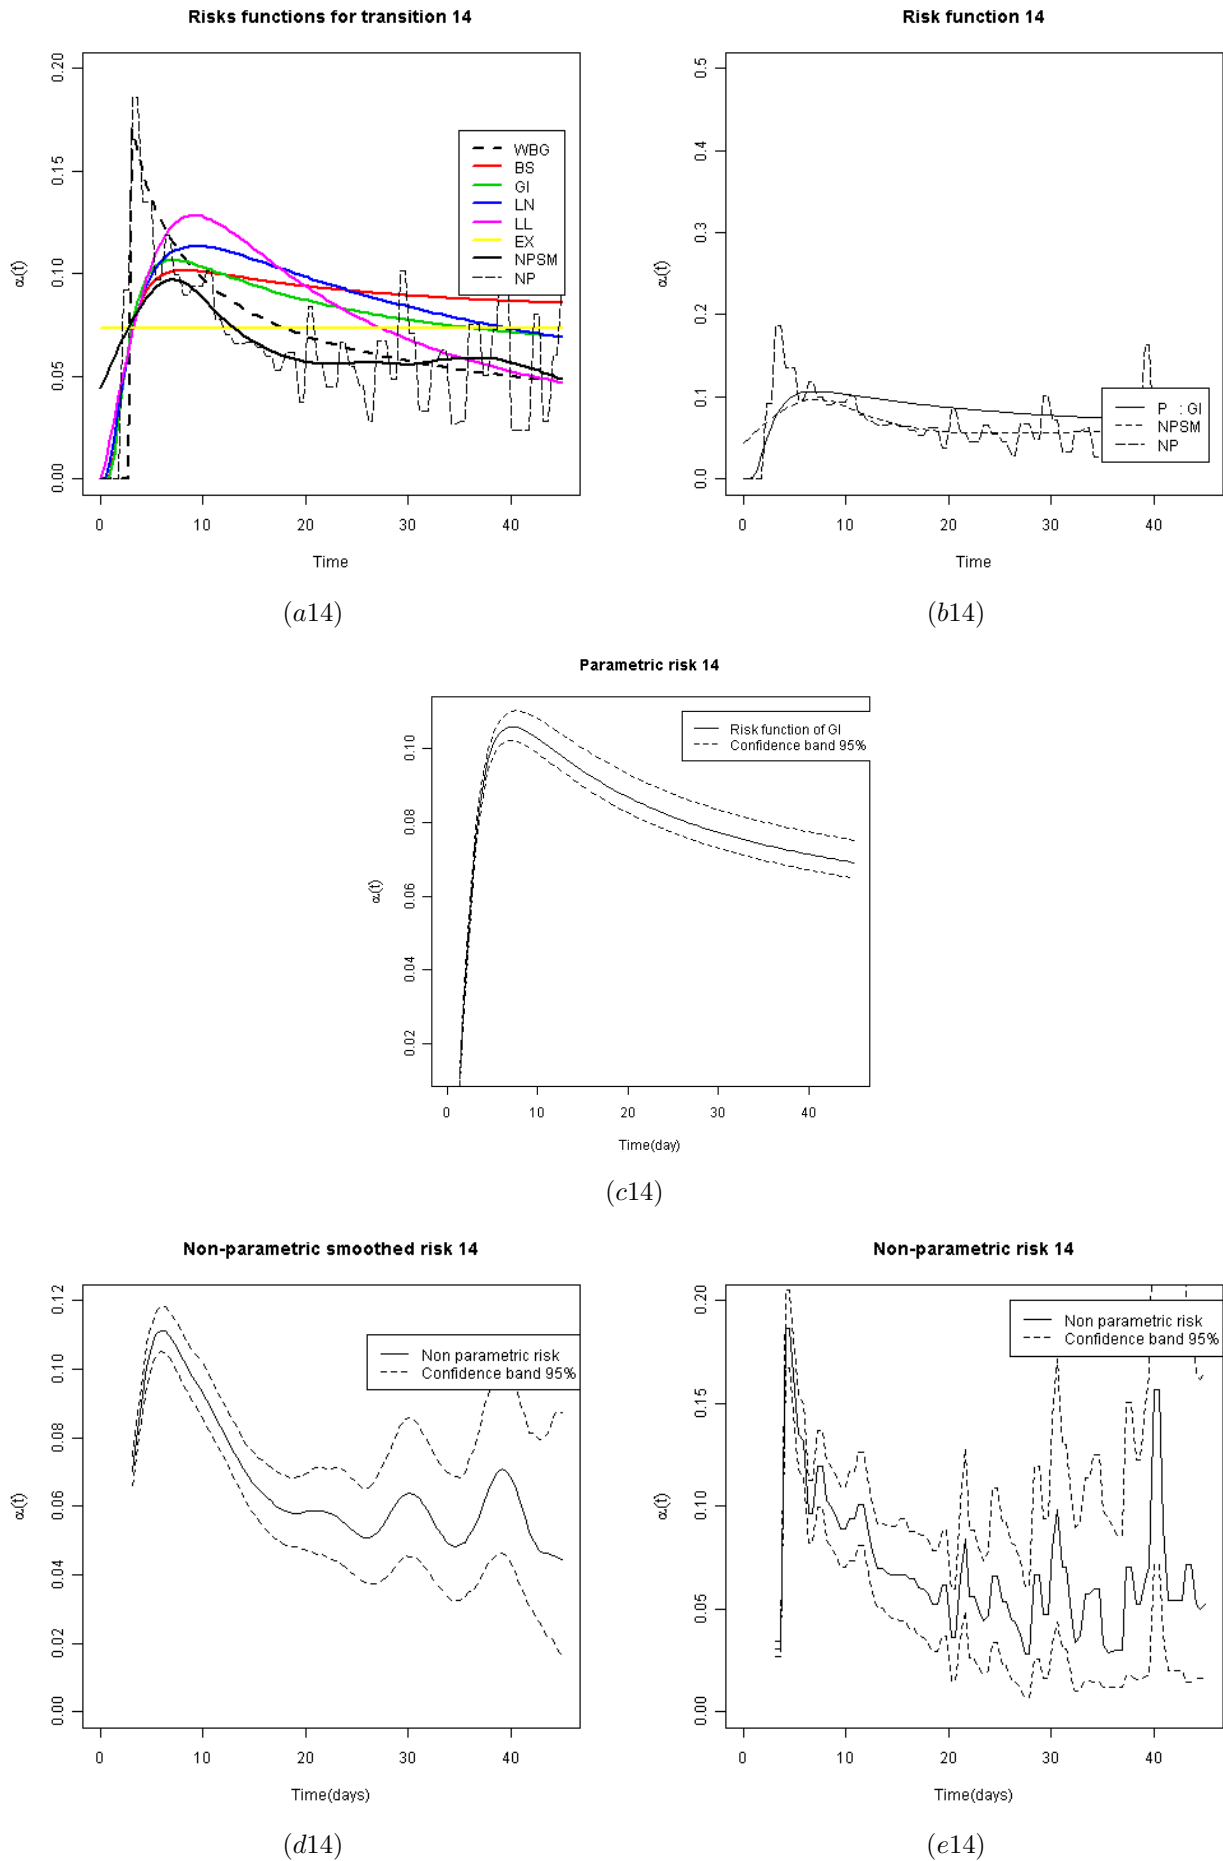 Risks functions for transition 14
α(t)
0.00 0.05 0.10 0.15 0.20
WBG
BS
GI
LN
LL
EX
NPSM
NP
0 10 20 30 40
Time
(a14)
Risk function 14
α(t)
0.0 0.1 0.2 0.3 0.4 0.5
P : GI
NPSM
NP
0 10 20 30 40
Time
(b14)
Parametric risk 14
α(t)
0.02 0.04 0.06 0.08 0.10
Risk function of GI
Confidence band 95%
0 10 20 30 40
Time(day)
(c14)
Non-parametric smoothed risk 14
α(t)
0.00 0.02 0.04 0.06 0.08 0.10 0.12
Non parametric risk
Confidence band 95%
0 10 20 30 40
Time(days)
(d14)
Non-parametric risk 14
α(t)
0.00 0.05 0.10 0.15 0.20
Non parametric risk
Confidence band 95%
0 10 20 30 40
Time(days)
(e14)